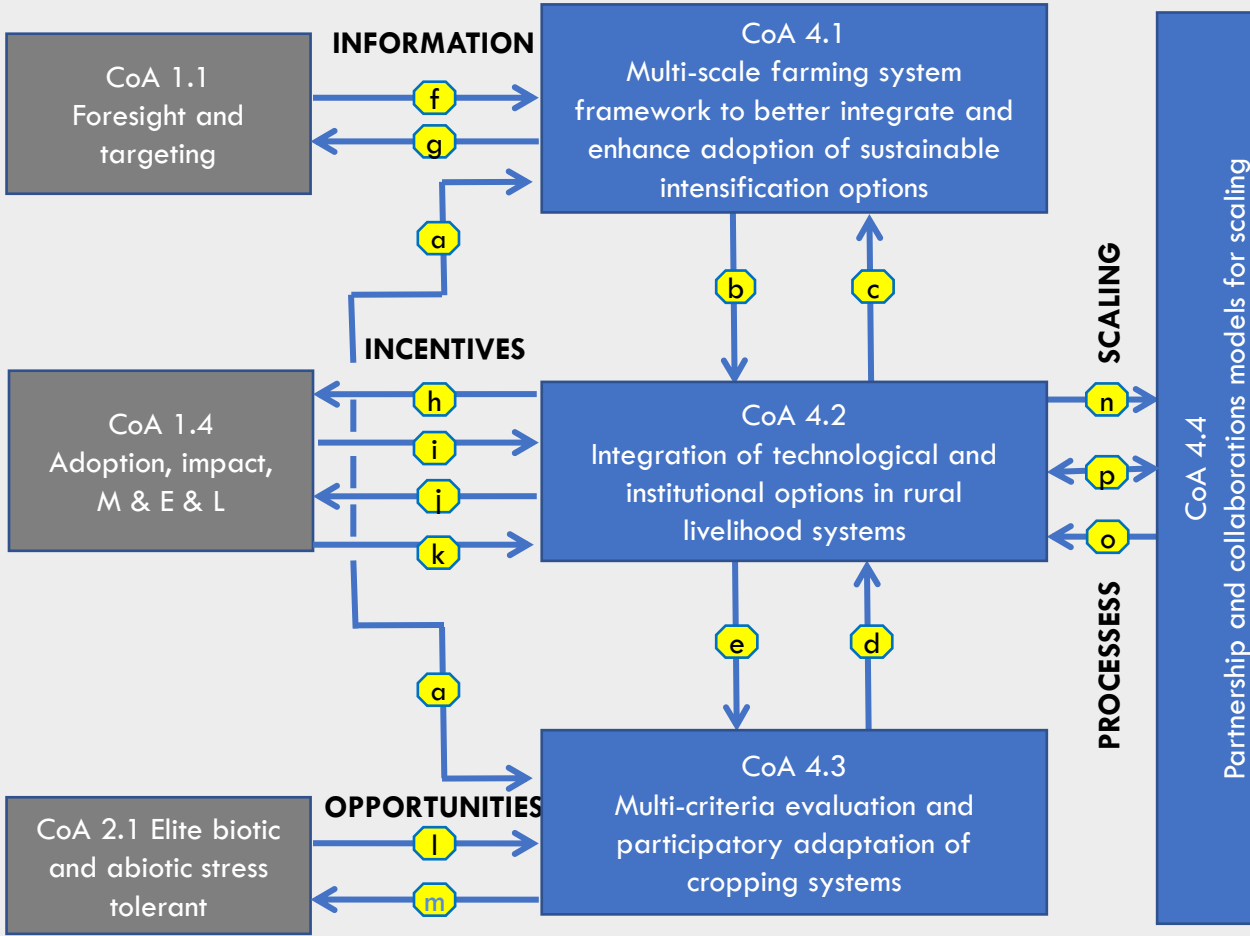 INFORMATION
CoA 1.1
Foresight and
targeting
f
g
a
CoA 4.1
Multi-scale farming system
framework to better integrate and
enhance adoption of sustainable
intensification options
b
c
INCENTIVES
CoA 1.4
Adoption, impact,
M & E & L
h
i
j
k
CoA 4.2
Integration of technological and
institutional options in rural
livelihood systems
SCALING
n
p
o
PROCESSESS
e
d
a
OPPORTUNITIES
CoA 2.1 Elite biotic
and abiotic stress
tolerant
l
m
CoA 4.3
Multi-criteria evaluation and
participatory adaptation of
cropping systems
CoA 4.4
Partnership and collaborations models for scaling